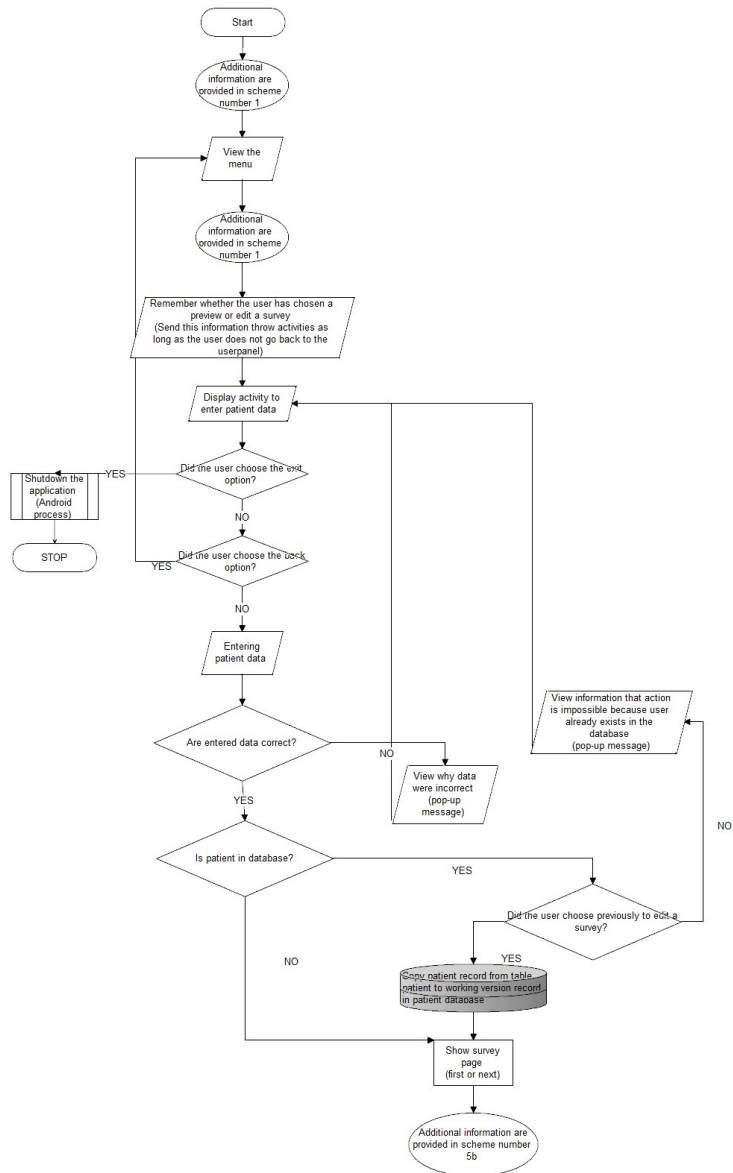 Start
Additional
information are
provided in scheme
number 1
View the
menu
Additional
information are
provided in scheme
number 1
Remember whether the user has chosen a
preview or edit a survey
(Send this information throw activities as
long as the user does not go back to the
userpanel)
Display activity to
enter patient data
Did the user choose the exit
option?
YES
Shutdown the
application
(Android
process)
STOP
NO
Did the user choose the back
option?
YES
NO
Entering
patient data
Are entered data correct?
NO
View why data
were incorrect
(pop-up
message)
View information that action
is impossible because user
already exists in the
database
(pop-up message)
YES
Is patient in database?
YES
NO
Did the user choose previously to edit a
survey?
NO
YES
Copy patient record from table
patient to working version record
in patient database
Show survey
page
(first or next)
Additional information are
provided in scheme number
5b